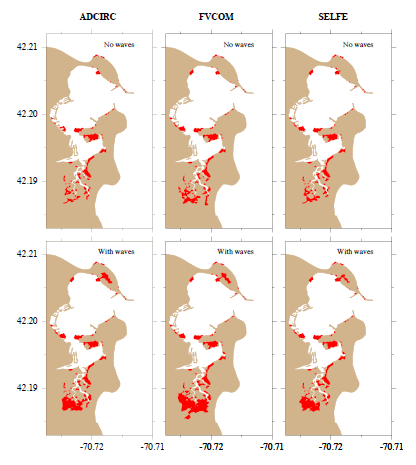 ADCIRC FVCOM SELFE
42.21 No waves No waves No waves
42.20
42.19
42.21 With waves With waves With waves
42.20
42.19
-70.72 -70.71 -70.72 -70.71 -70.72 -70.71